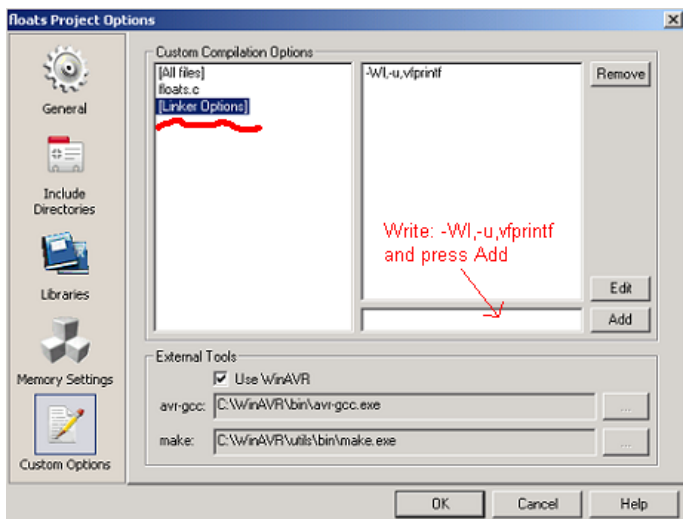 floats Project Options
General
Include
Directories
Libraries
Memory Settings
Custom Options
Custom Compilation Options
[All files]
floats.c
[Linker Options]
-Wl,-u,vfprintf
Remove
Write: -Wl,-u,vfprintf
and press Add
Edit
Add
External Tools
Use WinAVR
avr-gcc: C:\WinAVR\bin\avr-gcc.exe ...
make: C:\WinAVR\utils\bin\make.exe ...
OK Cancel Help